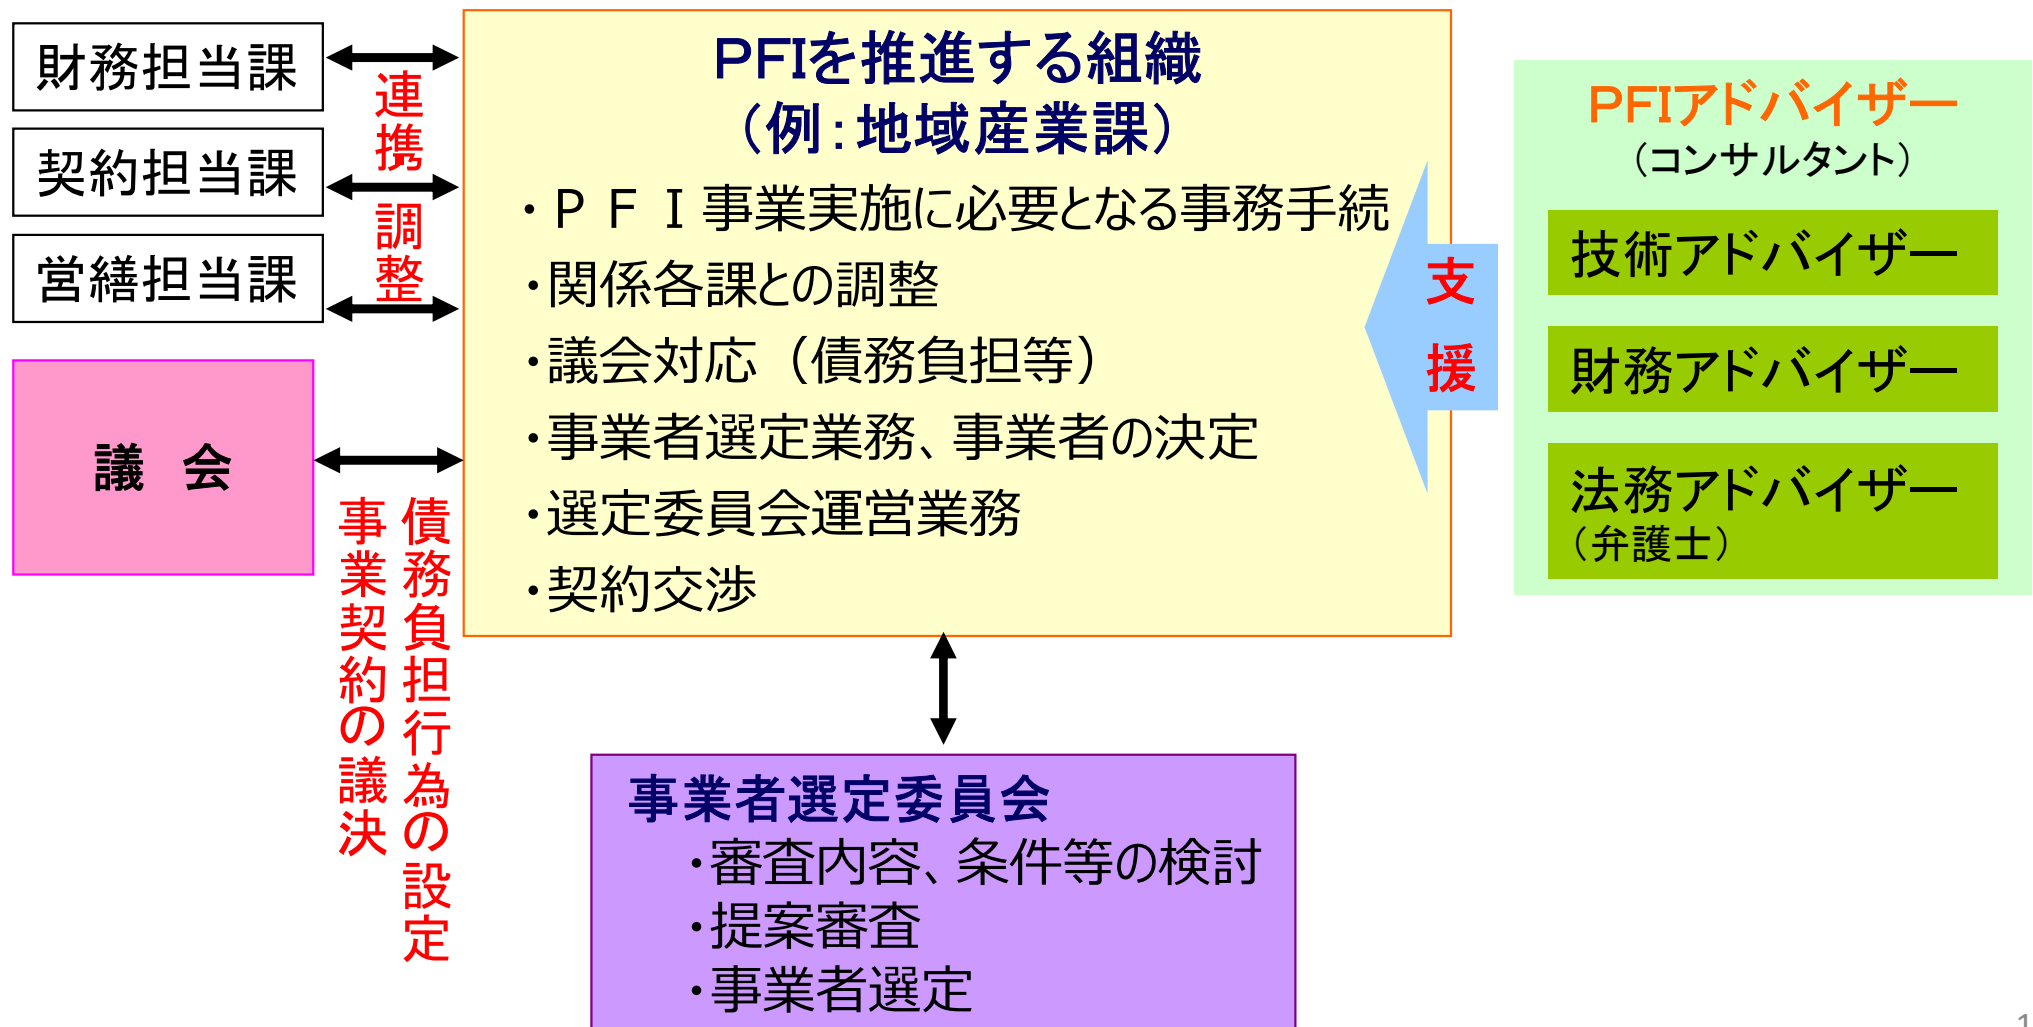 財務担当課
契約担当課
営繕担当課
連携
調整
議　会
債務負担行為の設定
事業契約の議決
PFIを推進する組織
（例：地域産業課）
・ＰＦＩ事業実施に必要となる事務手続
・関係各課との調整
・議会対応（債務負担等）
・事業者選定業務、事業者の決定
・選定委員会運営業務
・契約交渉
支援
PFIアドバイザー
（コンサルタント）
技術アドバイザー
財務アドバイザー
法務アドバイザー
（弁護士）
事業者選定委員会
・審査内容、条件等の検討
・提案審査
・事業者選定
1